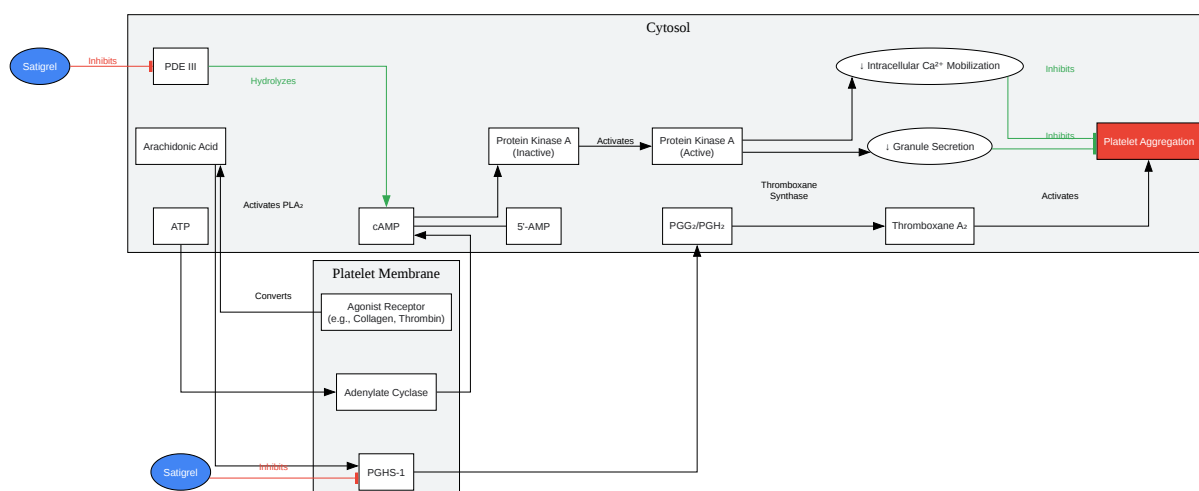 Cytosol
Satigrel
Inhibits
PDE III
Hydrolyzes
↓ Intracellular Ca²⁺ Mobilization
Inhibits
Arachidonic Acid
Protein Kinase A
(Inactive)
Activates
Protein Kinase A
(Active)
↓ Granule Secretion
Inhibits
Platelet Aggregation
Activates PLA₂
Thromboxane
Synthase
Activates
ATP
cAMP
5'-AMP
PGG₂/PGH₂
Thromboxane A₂
Platelet Membrane
Converts
Agonist Receptor
(e.g., Collagen, Thrombin)
Adenylate Cyclase
Satigrel
Inhibits
PGHS-1